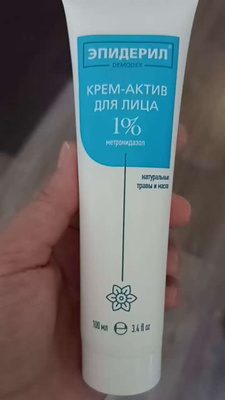 ЭПИДЕРИЛ
DEMODEX
КРЕМ-АКТИВ
ДЛЯ ЛИЦА
1%
метронидазол
натуральные
травы и масла
100 мл ℮ 3.4 fl oz